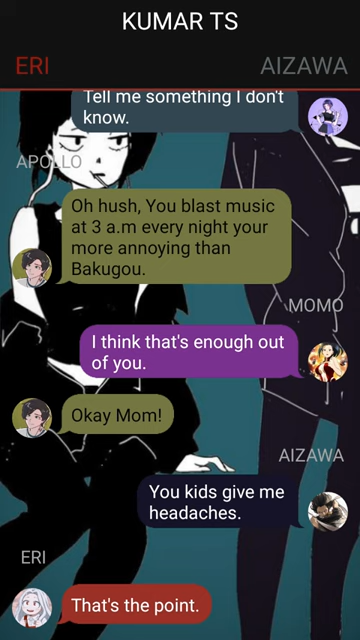 KUMAR TS
ERI
AIZAWA
Tell me something I don't
know.
APOLLO
Oh hush, You blast music
at 3 a.m every night your
more annoying than
Bakugou.
MOMO
I think that's enough out
of you.
Okay Mom!
AIZAWA
You kids give me
headaches.
ERI
That's the point.